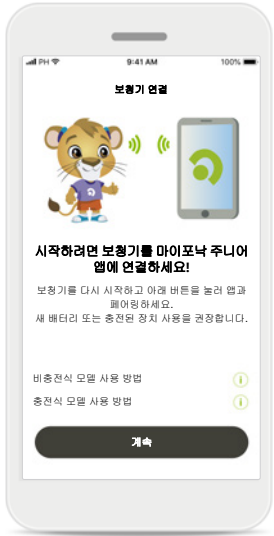 PH 9:41 AM 100%
보청기 연결
시작하려면 보청기를 마이포낙 주니어
앱에 연결하세요!
보청기를 다시 시작하고 아래 버튼을 눌러 앱과
페어링하세요.
새 배터리 또는 충전된 장치 사용을 권장합니다.
비충전식 모델 사용 방법
충전식 모델 사용 방법
계속